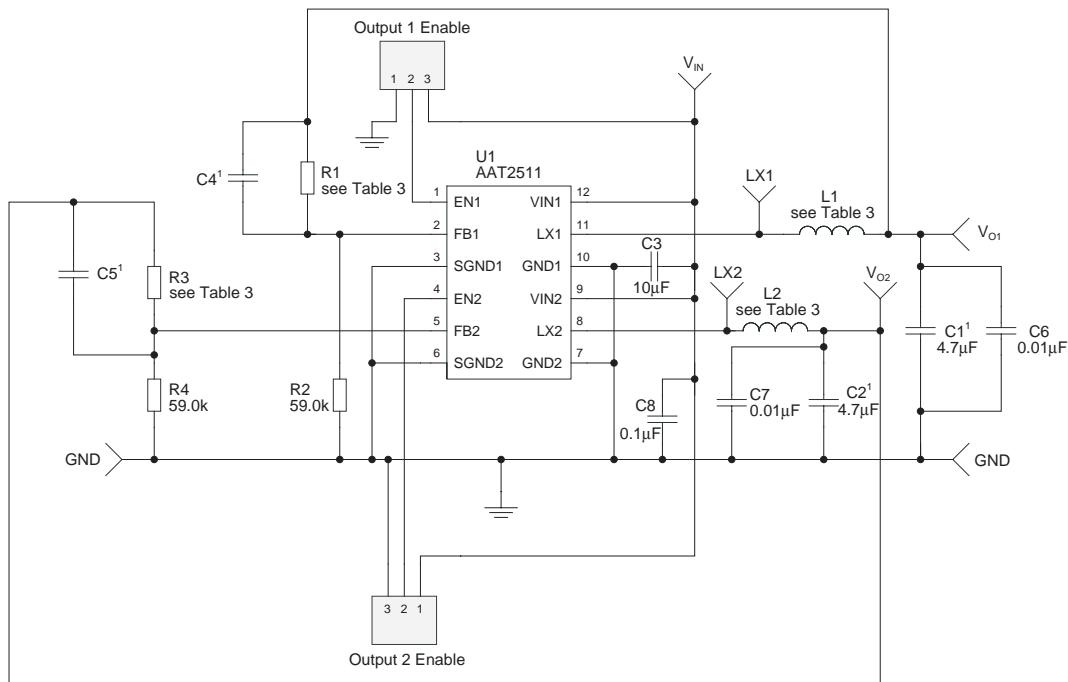 Output 1 Enable
1 2 3
V_IN
U1
AAT2511
C4¹
R1
see Table 3
LX1
L1
see Table 3
1 EN1 VIN1 12
2 FB1 LX1 11
V_O1
3 SGND1 GND1 10
C3
10µF
4 EN2 VIN2 9
5 FB2 LX2 8
6 SGND2 GND2 7
C5¹
R3
see Table 3
LX2
L2
see Table 3
V_O2
C1¹
4.7µF
C6
0.01µF
R4
59.0k
R2
59.0k
C8
0.1µF
C7
0.01µF
C2¹
4.7µF
GND
GND
3 2 1
Output 2 Enable